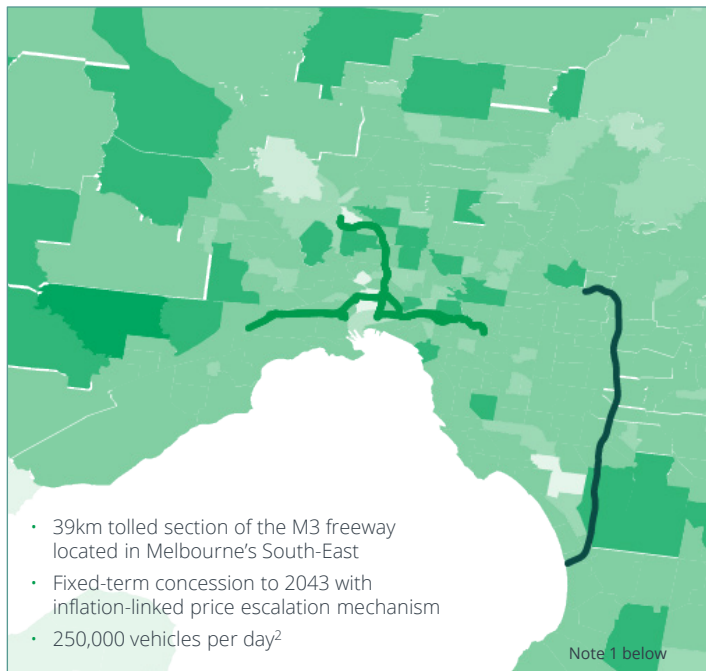 • 39km tolled section of the M3 freeway
located in Melbourne’s South-East
• Fixed-term concession to 2043 with
inflation-linked price escalation mechanism
• 250,000 vehicles per day²
Note 1 below